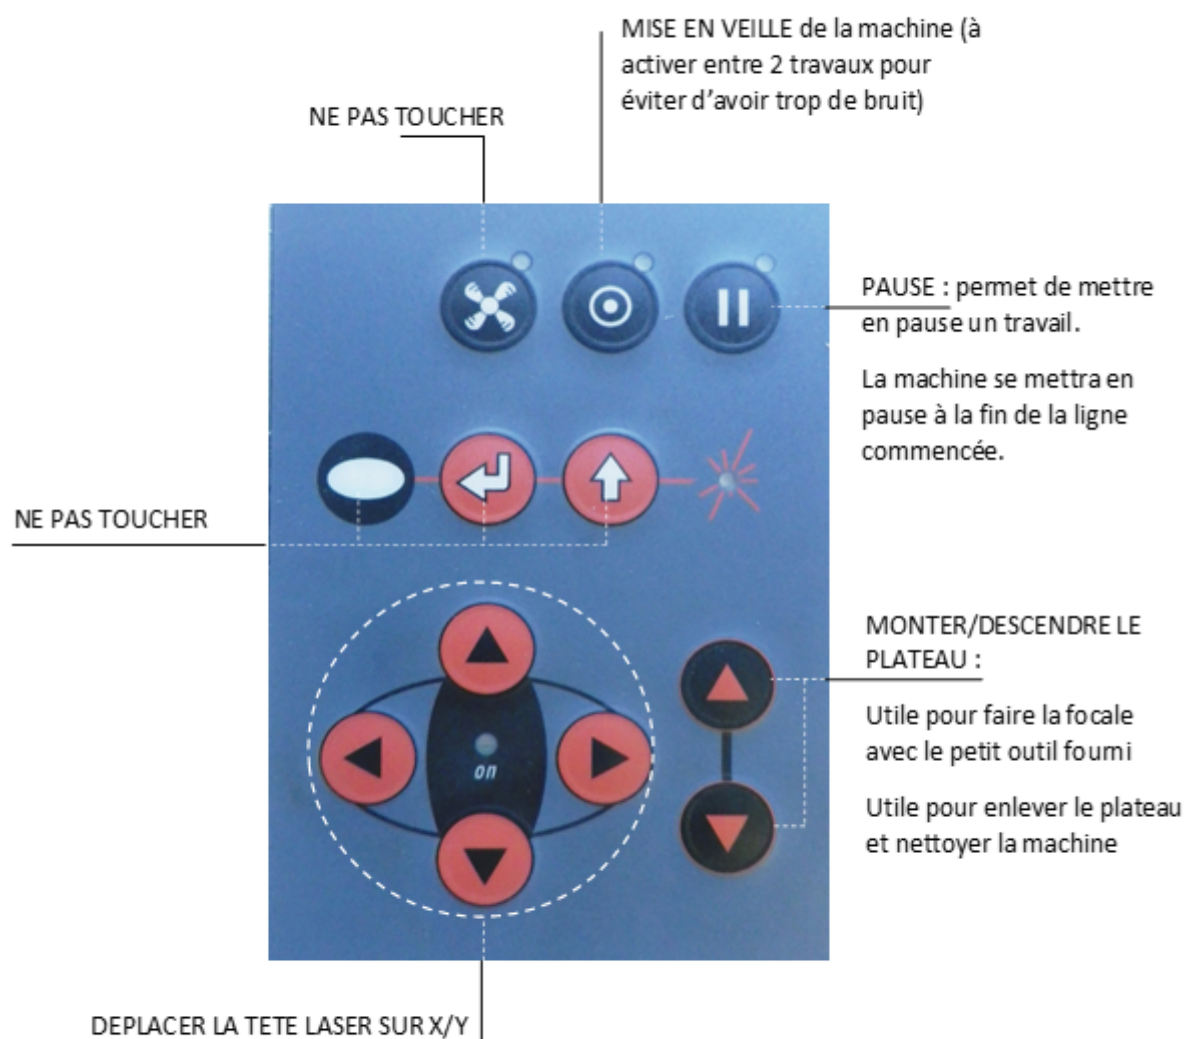 MISE EN VEILLE de la machine (à
activer entre 2 travaux pour
éviter d'avoir trop de bruit)
NE PAS TOUCHER
PAUSE : permet de mettre
en pause un travail.
La machine se mettra en
pause à la fin de la ligne
commencée.
NE PAS TOUCHER
MONTER/DESCENDRE LE
PLATEAU :
Utile pour faire la focale
avec le petit outil fourni
Utile pour enlever le plateau
et nettoyer la machine
on
DEPLACER LA TETE LASER SUR X/Y